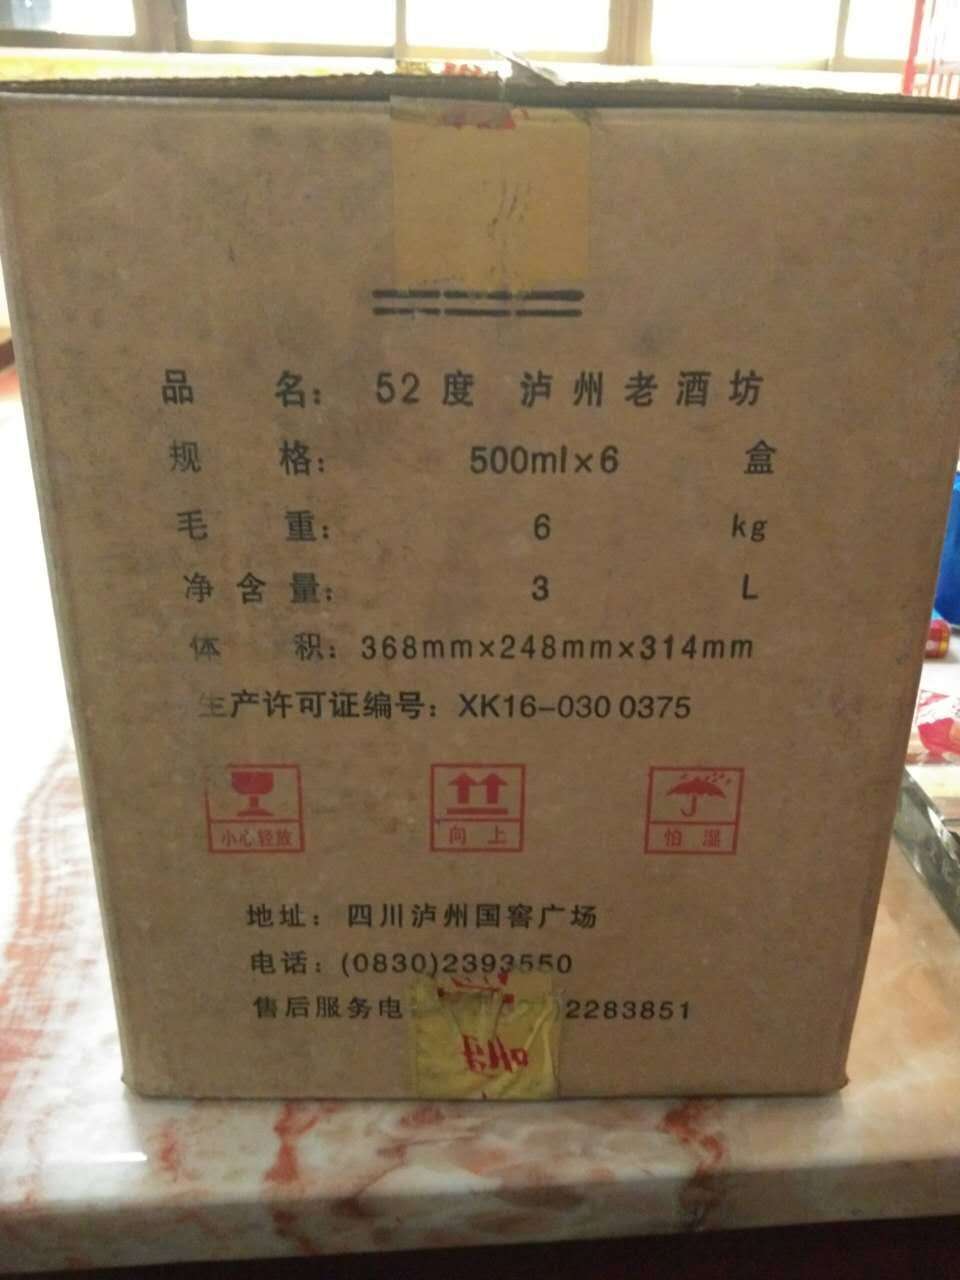 品名：52度 泸州老酒坊
规格：500ml×6 盒
毛重：6 kg
净含量：3 L
体积：368mm×248mm×314mm
生产许可证编号：XK16-030 0375
小心轻放
向上
怕湿
地址：四川泸州国窖广场
电话：(0830)2393550
售后服务电 )2283851